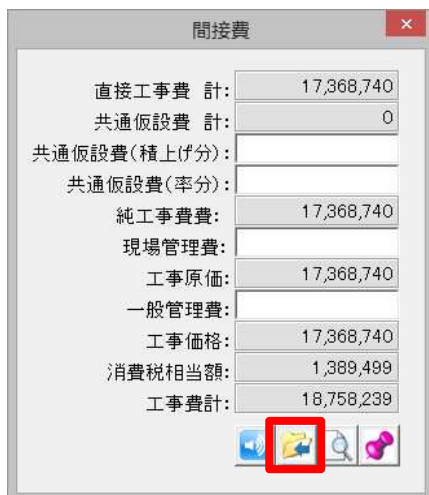 間接費
直接工事費 計: 17,368,740
共通仮設費 計: 0
共通仮設費(積上げ分):
共通仮設費(率分):
純工事費費: 17,368,740
現場管理費:
工事原価: 17,368,740
一般管理費:
工事価格: 17,368,740
消費税相当額: 1,389,499
工事費計: 18,758,239